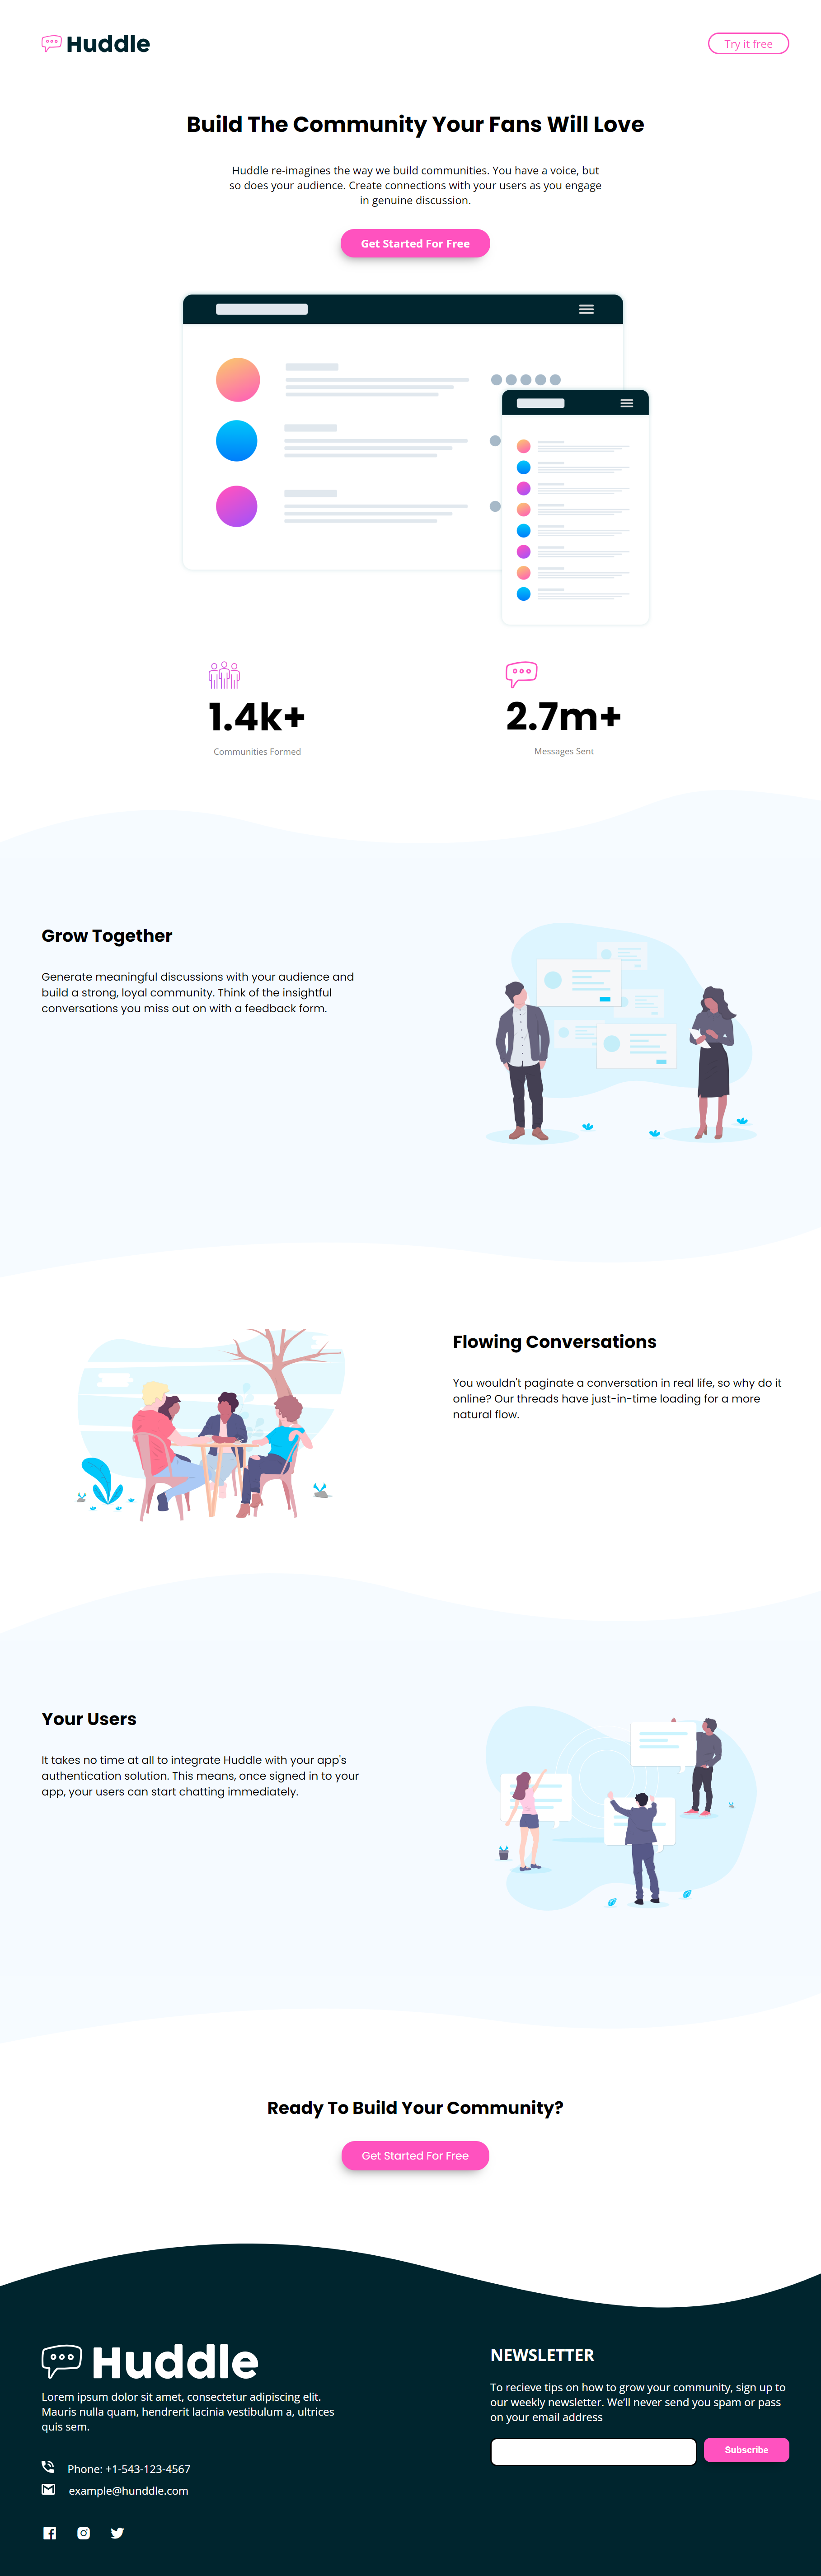 Huddle
Try it free
Build The Community Your Fans Will Love
Huddle re-imagines the way we build communities. You have a voice, but
so does your audience. Create connections with your users as you engage
in genuine discussion.
Get Started For Free
1.4k+
Communities Formed
2.7m+
Messages Sent
Grow Together
Generate meaningful discussions with your audience and
build a strong, loyal community. Think of the insightful
conversations you miss out on with a feedback form.
Flowing Conversations
You wouldn't paginate a conversation in real life, so why do it
online? Our threads have just-in-time loading for a more
natural flow.
Your Users
It takes no time at all to integrate Huddle with your app's
authentication solution. This means, once signed in to your
app, your users can start chatting immediately.
Ready To Build Your Community?
Get Started For Free
Huddle
Lorem ipsum dolor sit amet, consectetur adipiscing elit.
Mauris nulla quam, hendrerit lacinia vestibulum a, ultrices
quis sem.
Phone: +1-543-123-4567
example@hunddle.com
NEWSLETTER
To recieve tips on how to grow your community, sign up to
our weekly newsletter. We'll never send you spam or pass
on your email address
Subscribe